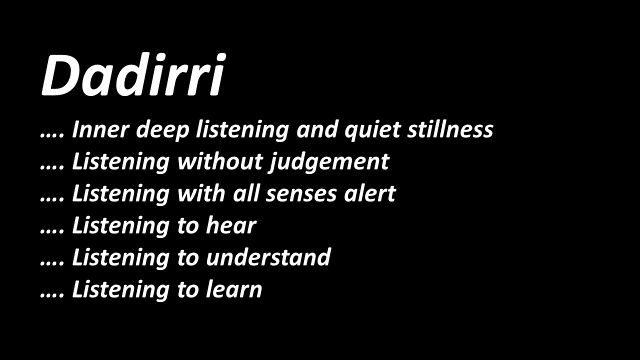 Dadirri
.... Inner deep listening and quiet stillness
.... Listening without judgement
.... Listening with all senses alert
.... Listening to hear
.... Listening to understand
.... Listening to learn